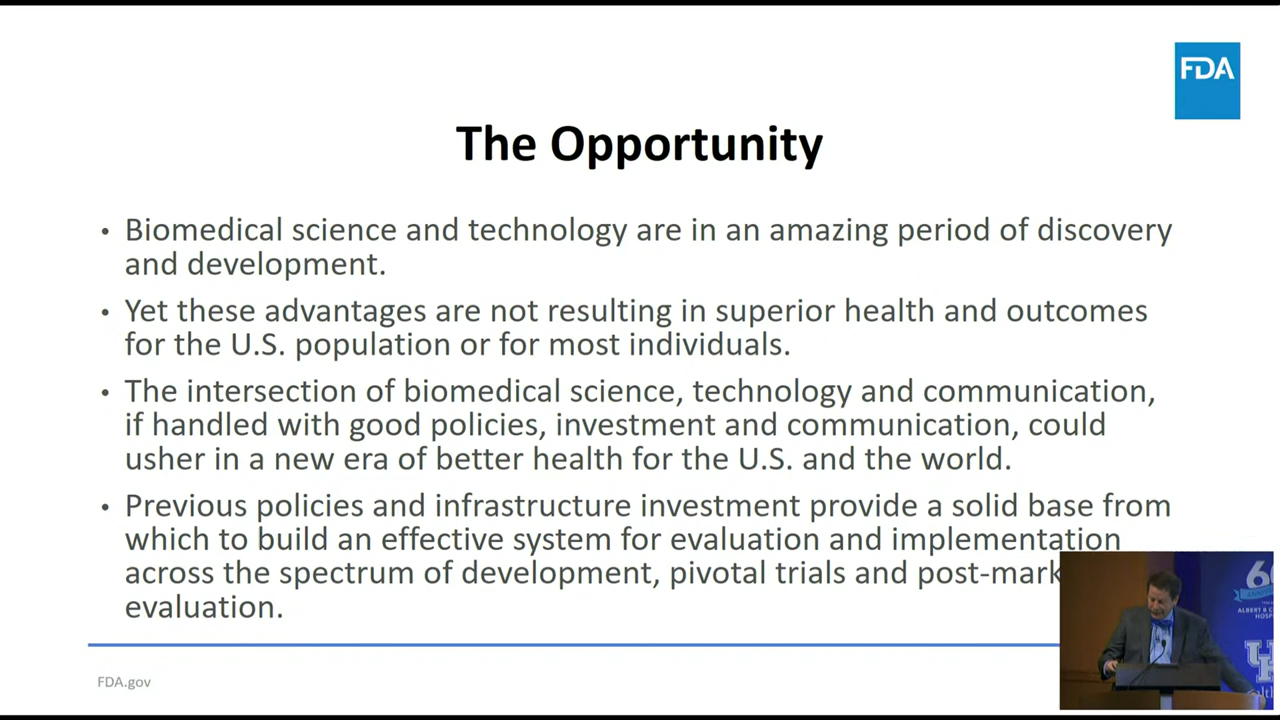 FDA
The Opportunity
• Biomedical science and technology are in an amazing period of discovery
and development.
• Yet these advantages are not resulting in superior health and outcomes
for the U.S. population or for most individuals.
• The intersection of biomedical science, technology and communication,
if handled with good policies, investment and communication, could
usher in a new era of better health for the U.S. and the world.
• Previous policies and infrastructure investment provide a solid base from
which to build an effective system for evaluation and implementation
across the spectrum of development, pivotal trials and post-mark
evaluation.
ALBERT B C
HOSP
UK
FDA.gov